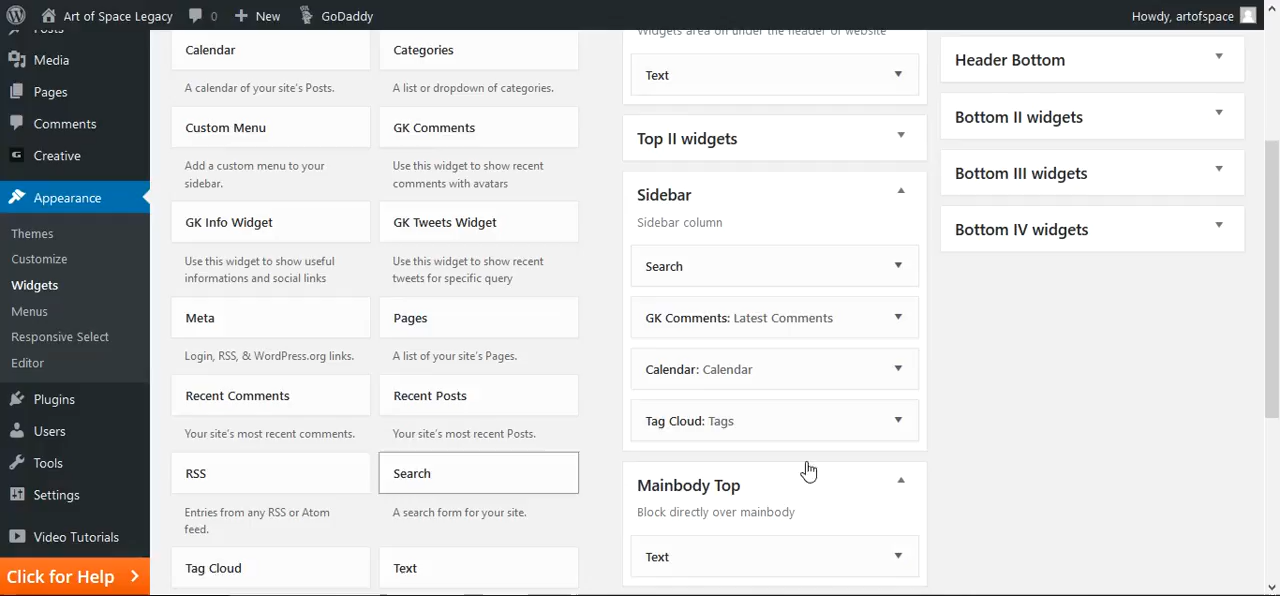 Art of Space Legacy
0
New
GoDaddy
Howdy, artofspace
Posts
Media
Pages
Comments
Creative
Appearance
Themes
Customize
Widgets
Menus
Responsive Select
Editor
Plugins
Users
Tools
Settings
Video Tutorials
Click for Help
Calendar
A calendar of your site's Posts.
Categories
A list or dropdown of categories.
Custom Menu
Add a custom menu to your
sidebar.
GK Comments
Use this widget to show recent
comments with avatars
GK Info Widget
Use this widget to show useful
informations and social links
GK Tweets Widget
Use this widget to show recent
tweets for specific query
Meta
Login, RSS, & WordPress.org links.
Pages
A list of your site's Pages.
Recent Comments
Your site's most recent comments.
Recent Posts
Your site's most recent Posts.
RSS
Entries from any RSS or Atom
feed.
Search
A search form for your site.
Tag Cloud
Text
Widgets area on under the header of website
Text
Top II widgets
Sidebar
Sidebar column
Search
GK Comments: Latest Comments
Calendar: Calendar
Tag Cloud: Tags
Mainbody Top
Block directly over mainbody
Text
Header Bottom
Bottom II widgets
Bottom III widgets
Bottom IV widgets